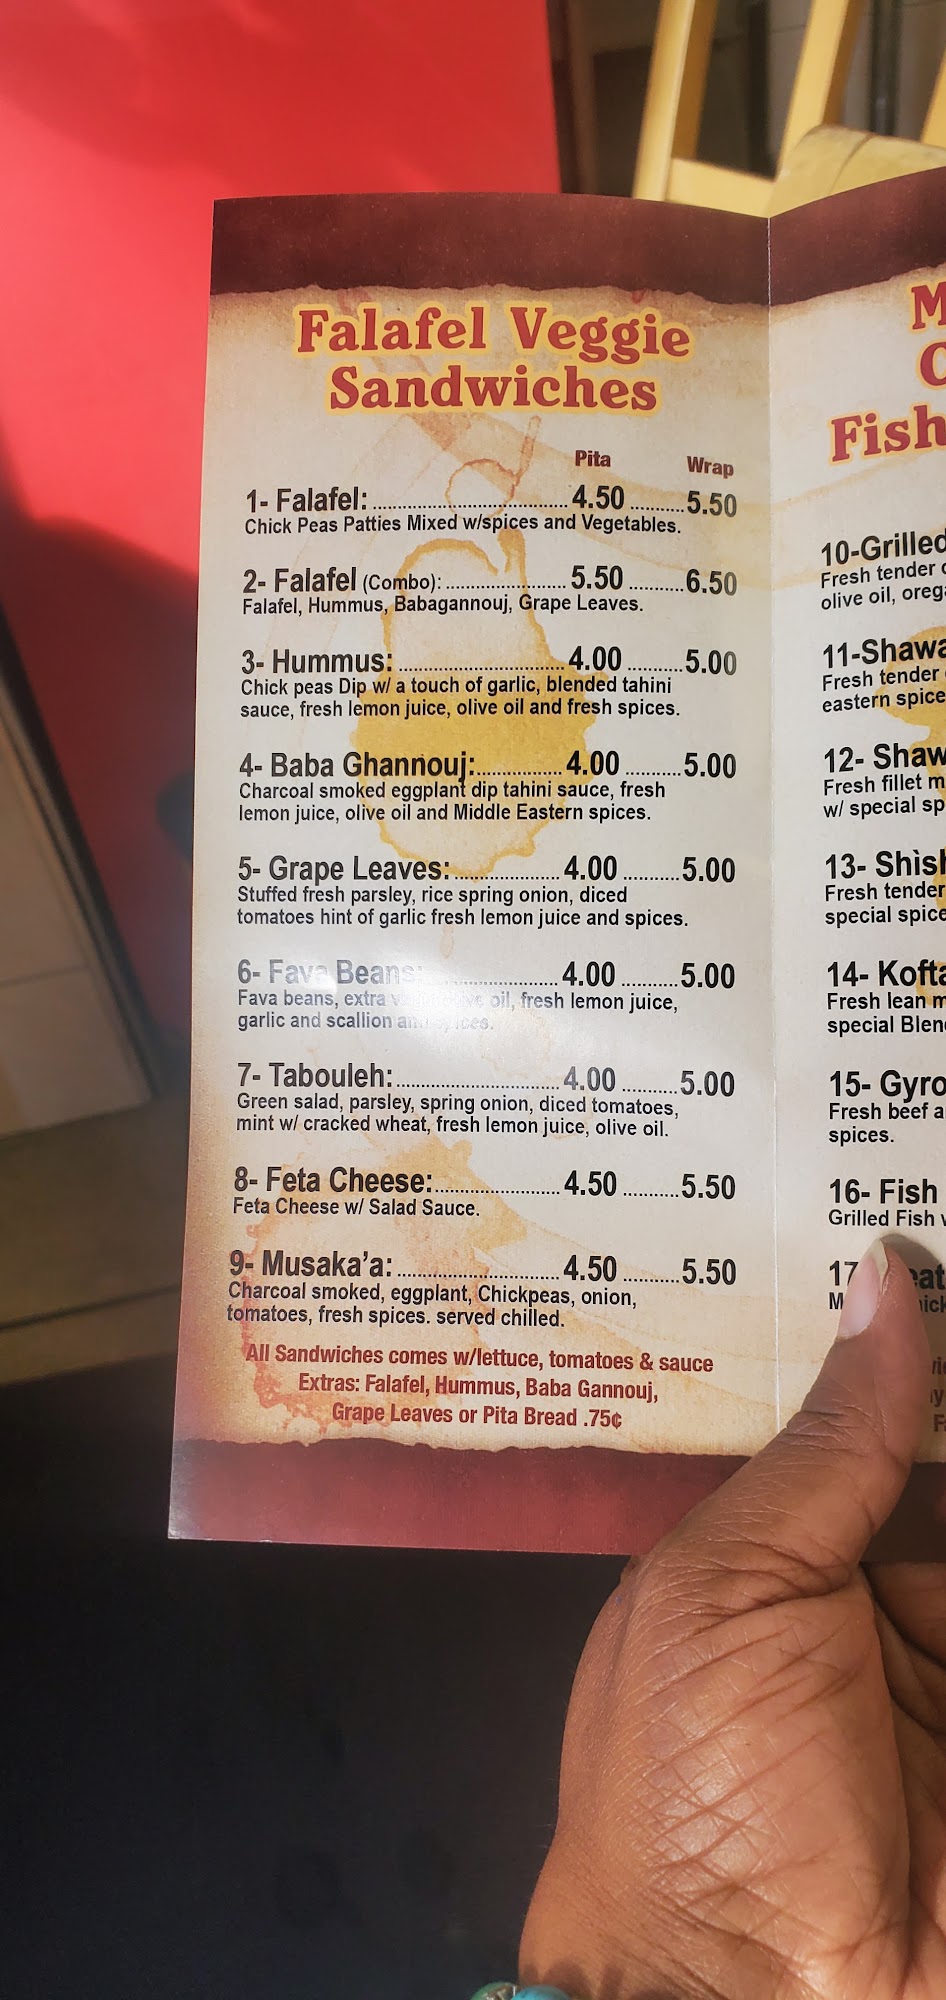 Falafel Veggie
Sandwiches
Pita Wrap
1- Falafel: 4.50 5.50
Chick Peas Patties Mixed w/spices and Vegetables.
2- Falafel (Combo): 5.50 6.50
Falafel, Hummus, Babagannouj, Grape Leaves.
3- Hummus: 4.00 5.00
Chick peas Dip w/ a touch of garlic, blended tahini
sauce, fresh lemon juice, olive oil and fresh spices.
4- Baba Ghannouj: 4.00 5.00
Charcoal smoked eggplant dip tahini sauce, fresh
lemon juice, olive oil and Middle Eastern spices.
5- Grape Leaves: 4.00 5.00
Stuffed fresh parsley, rice spring onion, diced
tomatoes hint of garlic fresh lemon juice and spices.
6- Fava Beans: 4.00 5.00
Fava beans, extra oil, fresh lemon juice,
garlic and scallion and spices.
7- Tabouleh: 4.00 5.00
Green salad, parsley, spring onion, diced tomatoes,
mint w/ cracked wheat, fresh lemon juice, olive oil.
8- Feta Cheese: 4.50 5.50
Feta Cheese w/ Salad Sauce.
9- Musaka'a: 4.50 5.50
Charcoal smoked, eggplant, Chickpeas, onion,
tomatoes, fresh spices. served chilled.
All Sandwiches comes w/lettuce, tomatoes & sauce
Extras: Falafel, Hummus, Baba Gannouj,
Grape Leaves or Pita Bread .75¢
Fish
10-Grilled
Fresh tender
olive oil,
11-
Fresh tender
eastern
12-
Fresh fillet
w/ special
13-
Fresh tender
special
14-
Fresh lean
special
15- Gyro
Fresh beef
spices.
16- Fish
Grilled Fish
17